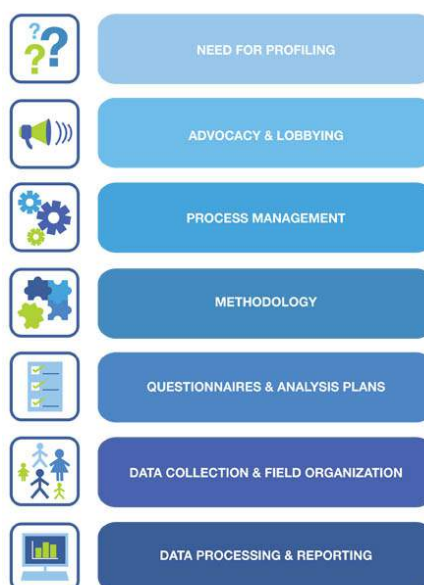 NEED FOR PROFILING
ADVOCACY & LOBBYING
PROCESS MANAGEMENT
METHODOLOGY
QUESTIONNAIRES & ANALYSIS PLANS
DATA COLLECTION & FIELD ORGANIZATION
DATA PROCESSING & REPORTING